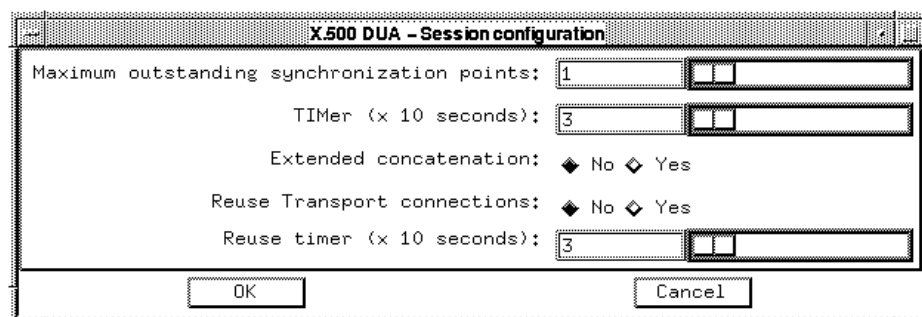 X.500 DUA – Session configuration
Maximum outstanding synchronization points: 1
TIMer (x 10 seconds): 3
Extended concatenation: No Yes
Reuse Transport connections: No Yes
Reuse timer (x 10 seconds): 3
OK Cancel